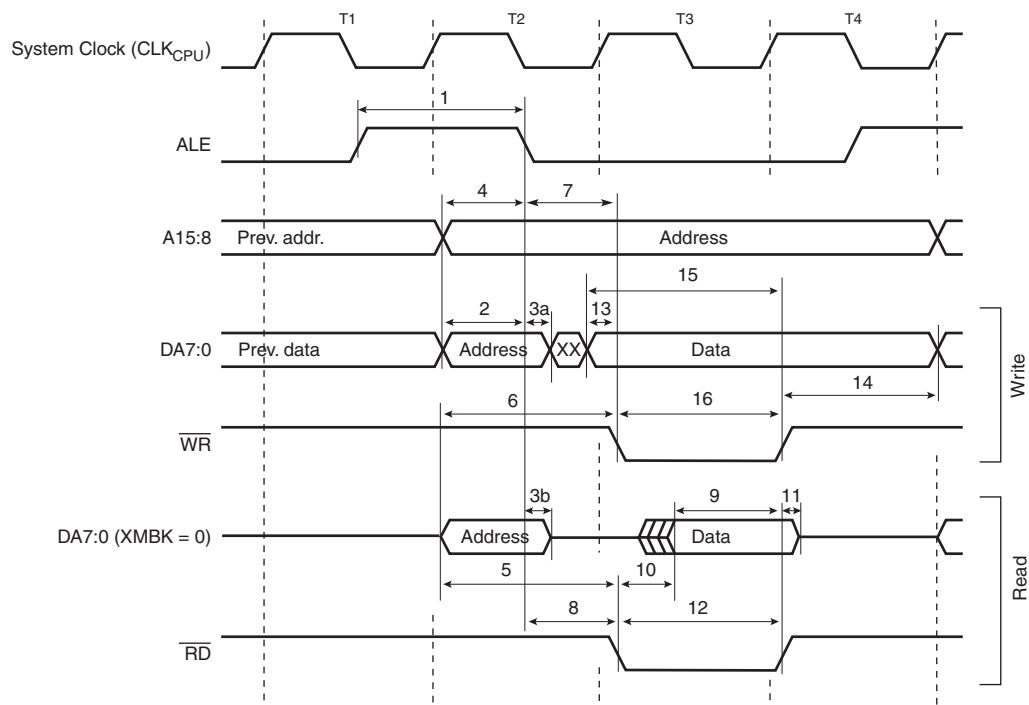 T1 T2 T3 T4
System Clock (CLKCPU)
1
ALE
4 7
A15:8 Prev. addr. Address
15
2 3a 13
DA7:0 Prev. data Address XX Data
14
6 16
WR
Write
3b 9 11
DA7:0 (XMBK = 0) Address Data
5 10
8 12
RD
Read